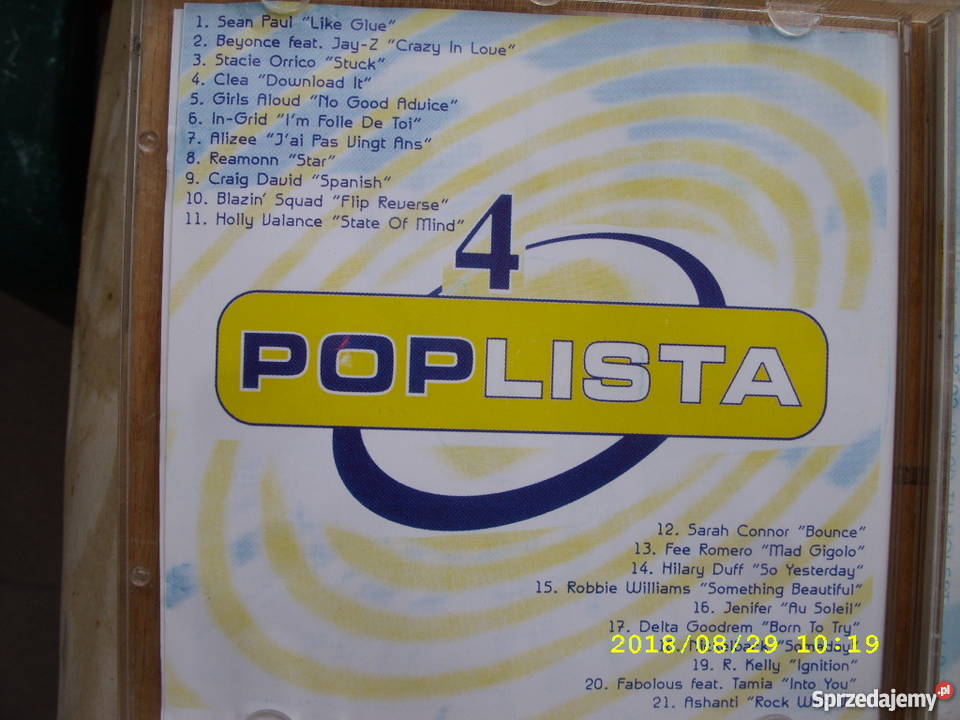 1. Sean Paul "Like Glue"
2. Beyonce feat. Jay-Z "Crazy In Love"
3. Stacie Orrico "Stuck"
4. Clea "Download It"
5. Girls Aloud "No Good Advice"
6. In-Grid "I'm Folle De Toi"
7. Alizee "J'ai Pas Vingt Ans"
8. Reamonn "Star"
9. Craig David "Spanish"
10. Blazin' Squad "Flip Reverse"
11. Holly Valance "State Of Mind"
4
POPLISTA
12. Sarah Connor "Bounce"
13. Fee Romero "Mad Gigolo"
14. Hilary Duff "So Yesterday"
15. Robbie Williams "Something Beautiful"
16. Jenifer "Au Soleil"
17. Delta Goodrem "Born To Try"
2018/08/29 10:19
18. Nickelback "Someday"
19. R. Kelly "Ignition"
20. Fabolous feat. Tamia "Into You"
21. Ashanti "Rock
Sprzedajemy.pl